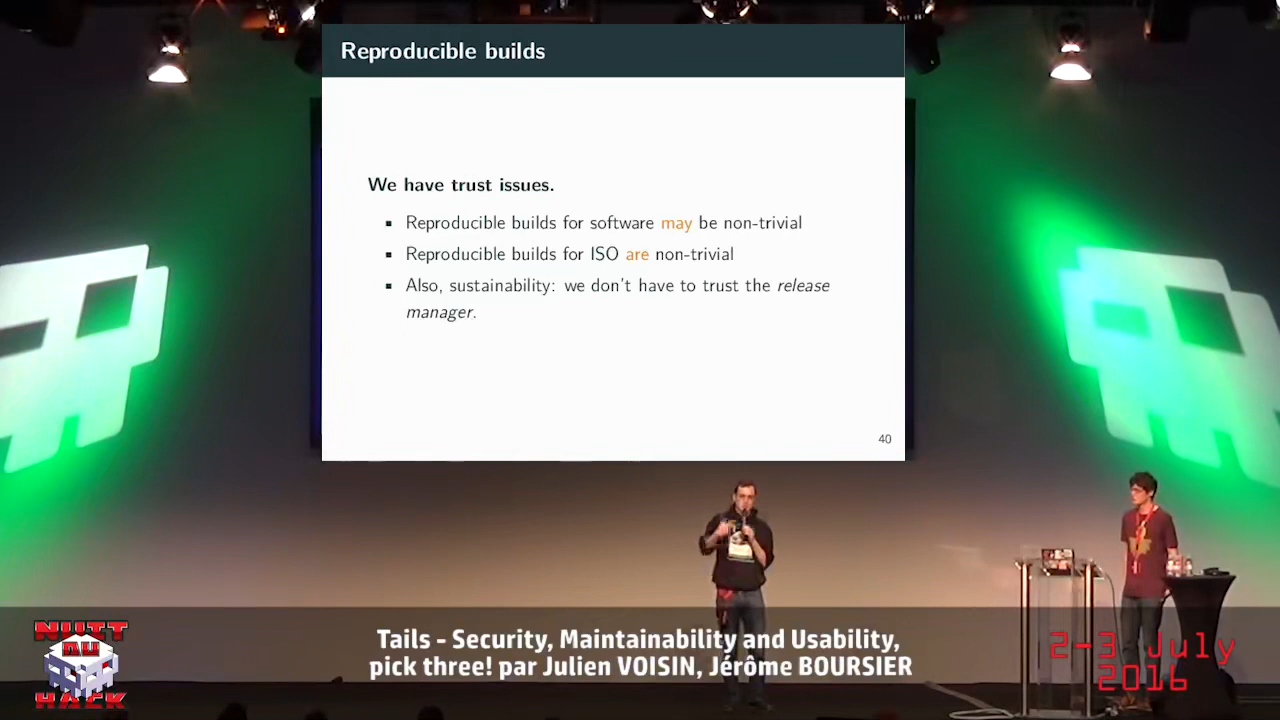 Reproducible builds
We have trust issues.
▪ Reproducible builds for software may be non-trivial
▪ Reproducible builds for ISO are non-trivial
▪ Also, sustainability: we don't have to trust the release
manager.
40
NUIT
DU
HACK
Tails - Security, Maintainability and Usability,
pick three! par Julien VOISIN, Jérôme BOURSIER
2-3 July
2016